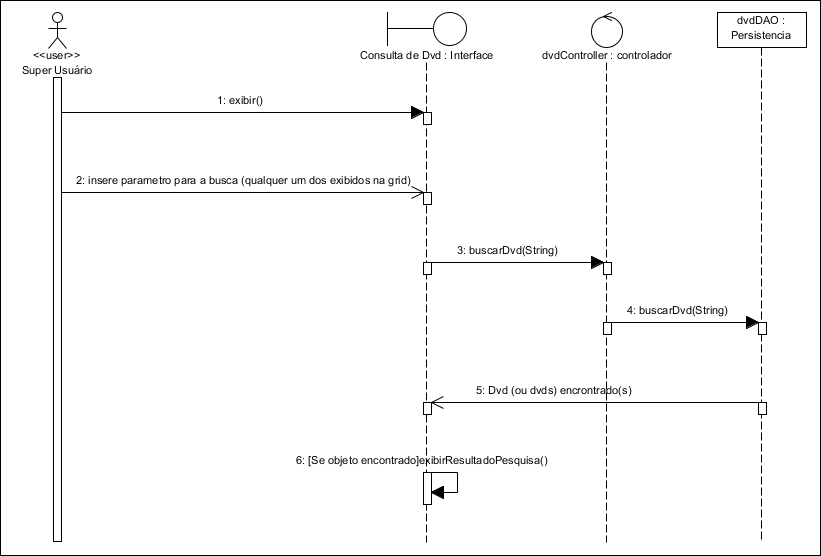 <<user>>
Super Usuário
Consulta de Dvd : Interface
dvdController : controlador
dvdDAO :
Persistencia
1: exibir()
2: insere parametro para a busca (qualquer um dos exibidos na grid)
3: buscarDvd(String)
4: buscarDvd(String)
5: Dvd (ou dvds) encrontrado(s)
6: [Se objeto encontrado]exibirResultadoPesquisa()